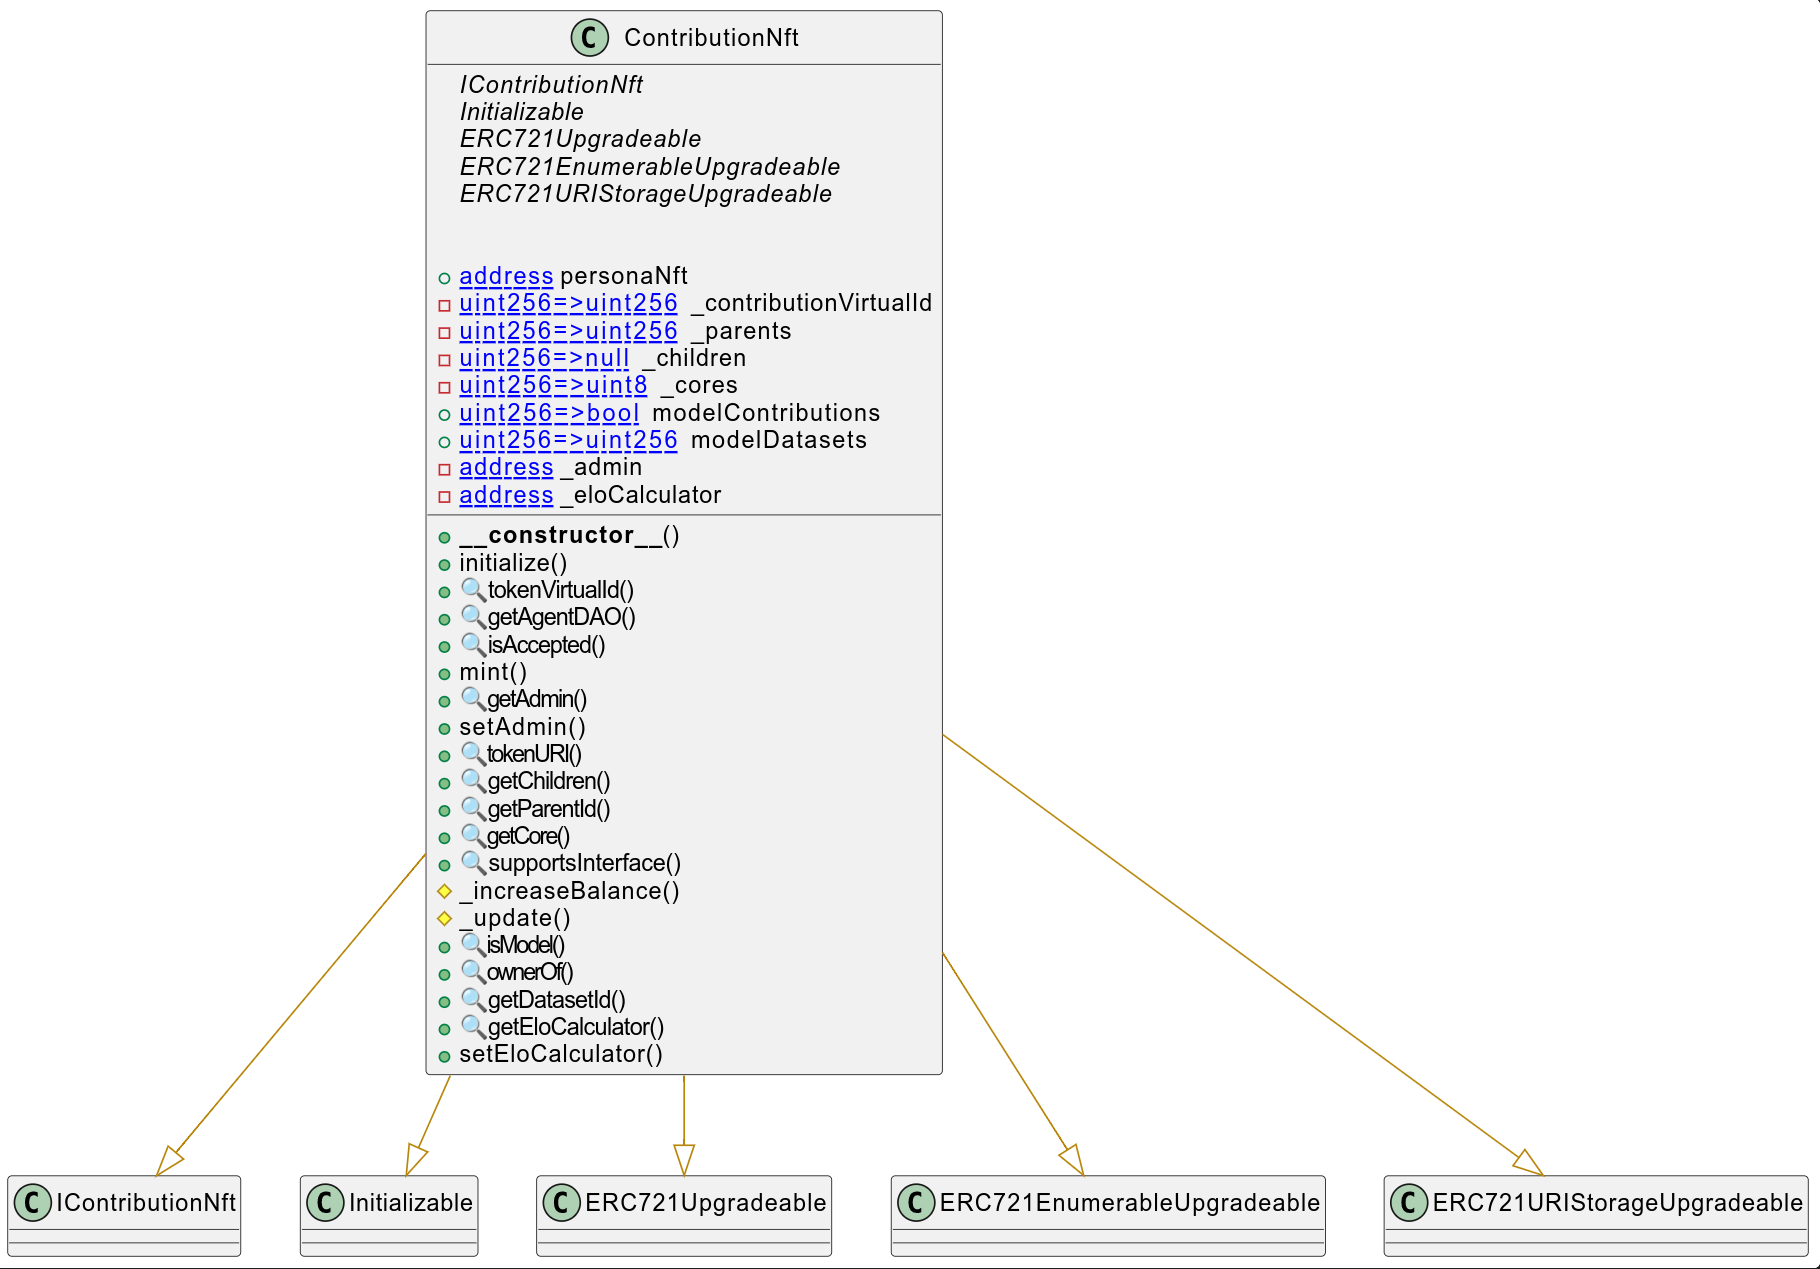 C ContributionNft
IContributionNft
Initializable
ERC721Upgradeable
ERC721EnumerableUpgradeable
ERC721URIStorageUpgradeable
address personaNft
uint256=>uint256 _contributionVirtualId
uint256=>uint256 _parents
uint256=>null _children
uint256=>uint8 _cores
uint256=>bool modelContributions
uint256=>uint256 modelDatasets
address _admin
address _eloCalculator
__constructor__()
initialize()
🔍tokenVirtualId()
🔍getAgentDAO()
🔍isAccepted()
mint()
🔍getAdmin()
setAdmin()
🔍tokenURI()
🔍getChildren()
🔍getParentId()
🔍getCore()
🔍supportsInterface()
_increaseBalance()
_update()
🔍isModel()
🔍ownerOf()
🔍getDatasetId()
🔍getEloCalculator()
setEloCalculator()
C IContributionNft
C Initializable
C ERC721Upgradeable
C ERC721EnumerableUpgradeable
C ERC721URIStorageUpgradeable